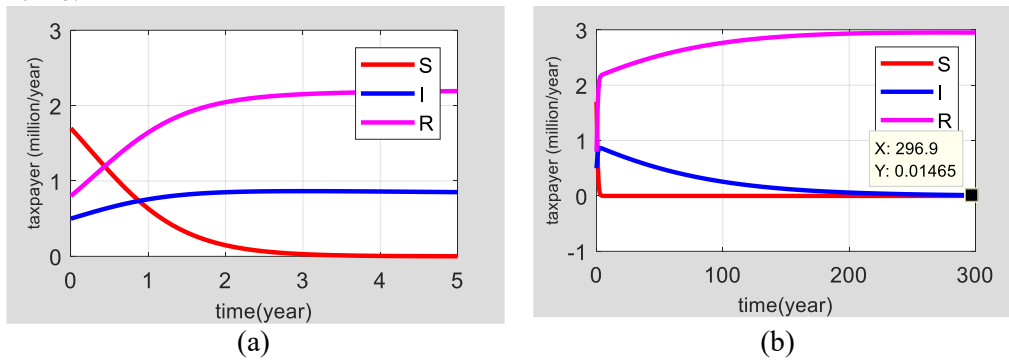 3
2
1
0
taxpayer (million/year)
S
I
R
0 1 2 3 4 5
time(year)
(a)
3
2
1
0
-1
taxpayer (million/year)
S
I
R
X: 296.9
Y: 0.01465
0 100 200 300
time(year)
(b)